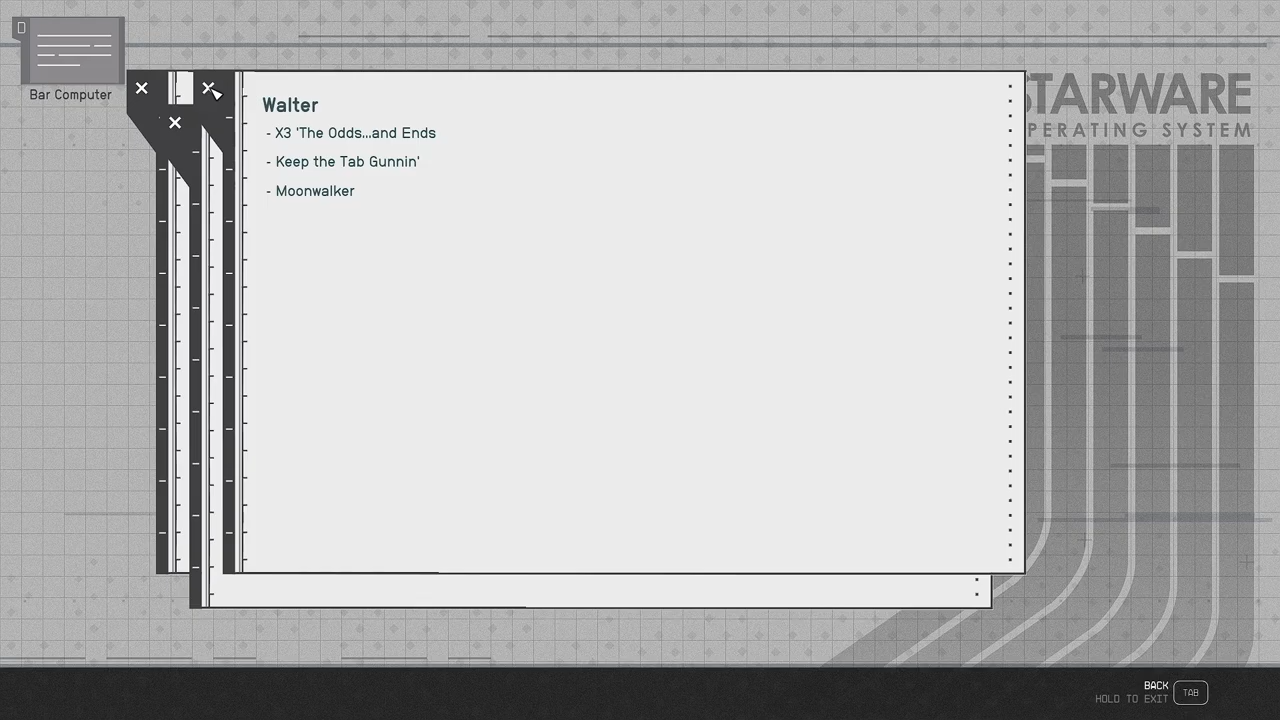 D
Bar Computer
STARWARE
OPERATING SYSTEM
Walter
- X3 'The Odds...and Ends
- Keep the Tab Gunnin'
- Moonwalker
BACK
HOLD TO EXIT
TAB